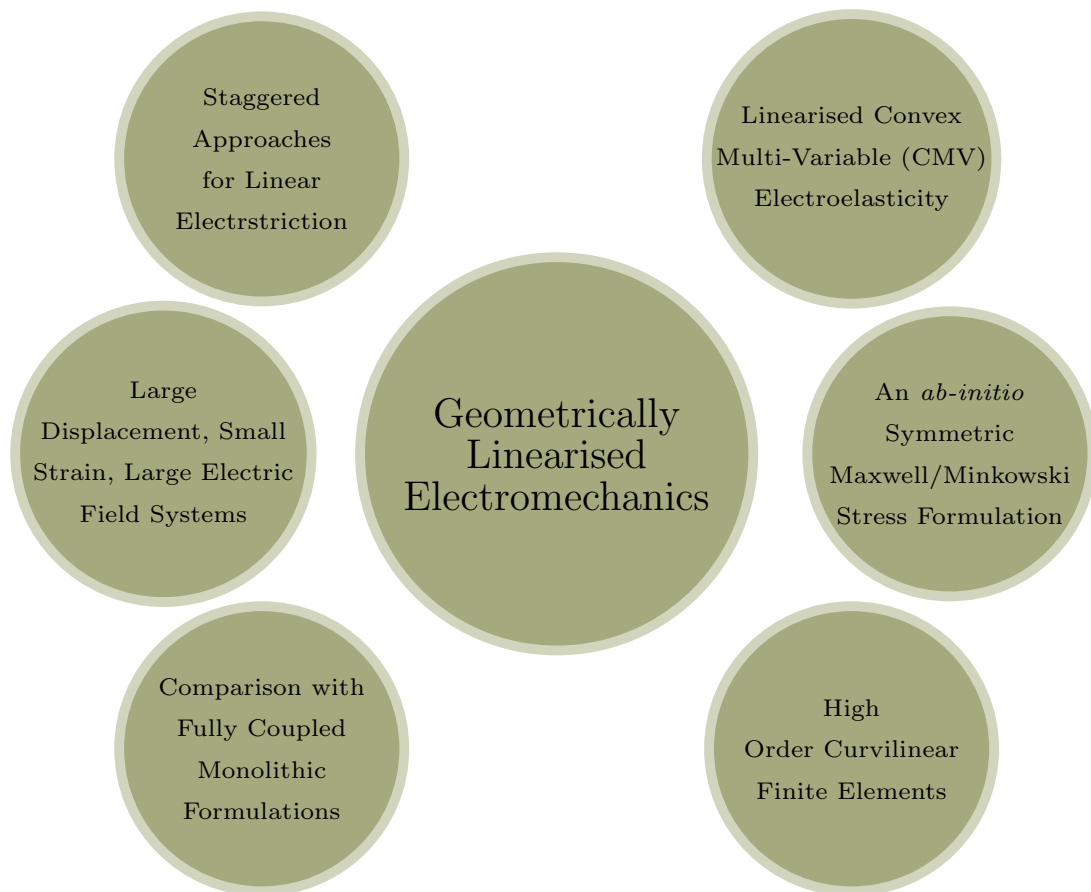 Staggered
Approaches
for Linear
Electrstriction
Linearised Convex
Multi-Variable (CMV)
Electroelasticity
Large
Displacement, Small
Strain, Large Electric
Field Systems
Geometrically
Linearised
Electromechanics
An ab-initio
Symmetric
Maxwell/Minkowski
Stress Formulation
Comparison with
Fully Coupled
Monolithic
Formulations
High
Order Curvilinear
Finite Elements